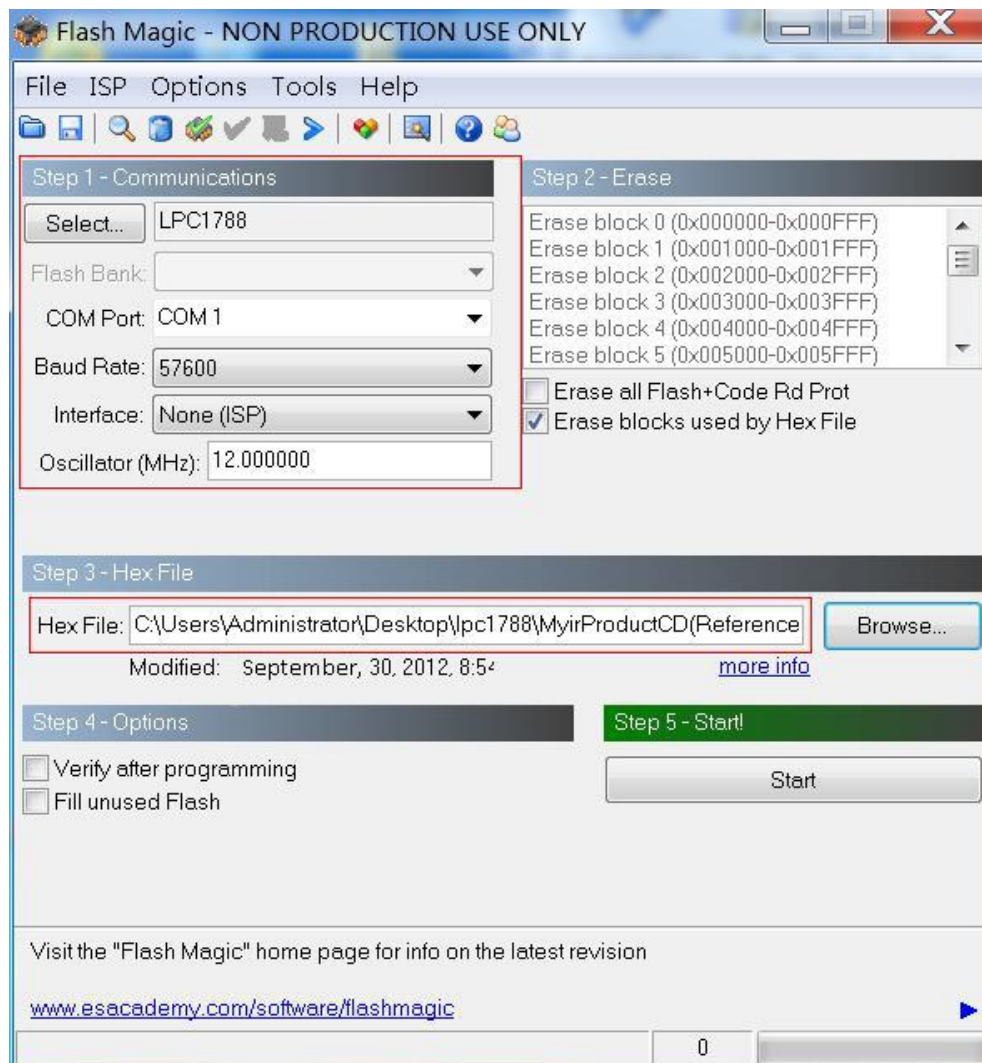 Flash Magic - NON PRODUCTION USE ONLY
File ISP Options Tools Help
Step 1 - Communications
Select... LPC1788
Flash Bank:
COM Port: COM 1
Baud Rate: 57600
Interface: None (ISP)
Oscillator (MHz): 12.000000
Step 2 - Erase
Erase block 0 (0x000000-0x000FFF)
Erase block 1 (0x001000-0x001FFF)
Erase block 2 (0x002000-0x002FFF)
Erase block 3 (0x003000-0x003FFF)
Erase block 4 (0x004000-0x004FFF)
Erase block 5 (0x005000-0x005FFF)
Erase all Flash+Code Rd Prot
Erase blocks used by Hex File
Step 3 - Hex File
Hex File: C:\Users\Administrator\Desktop\lpc1788\MyirProductCD(Reference Browse...
Modified: September, 30, 2012, 8:54 more info
Step 4 - Options
Verify after programming
Fill unused Flash
Step 5 - Start!
Start
Visit the "Flash Magic" home page for info on the latest revision
www.esacademy.com/software/flashmagic
0